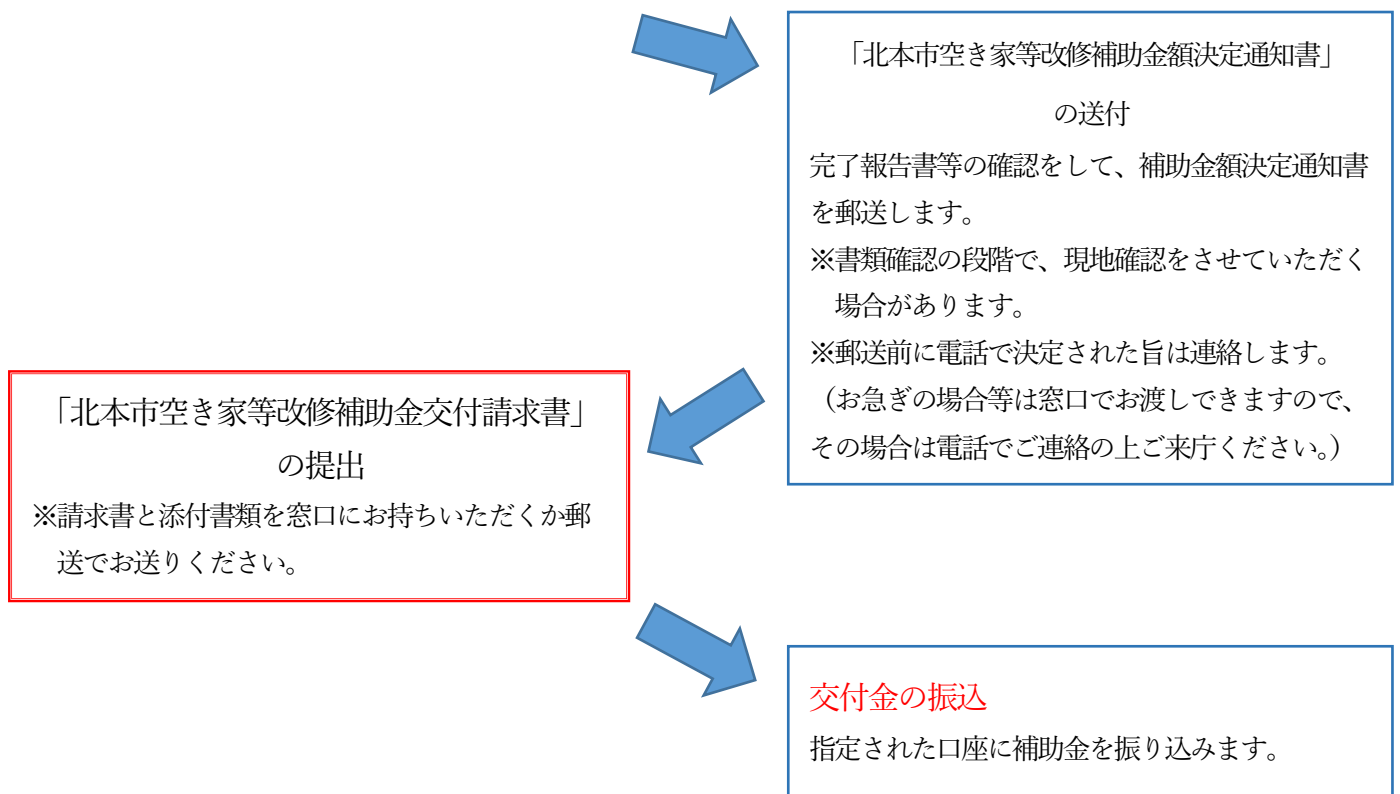 「北本市空き家等改修補助金額決定通知書」
の送付
完了報告書等の確認をして、補助金額決定通知書
を郵送します。
※書類確認の段階で、現地確認をさせていただく
場合があります。
※郵送前に電話で決定された旨は連絡します。
（お急ぎの場合等は窓口でお渡しできますので、
その場合は電話でご連絡の上ご来庁ください。）
「北本市空き家等改修補助金交付請求書」
の提出
※請求書と添付書類を窓口にお持ちいただくか郵
送でお送りください。
交付金の振込
指定された口座に補助金を振り込みます。